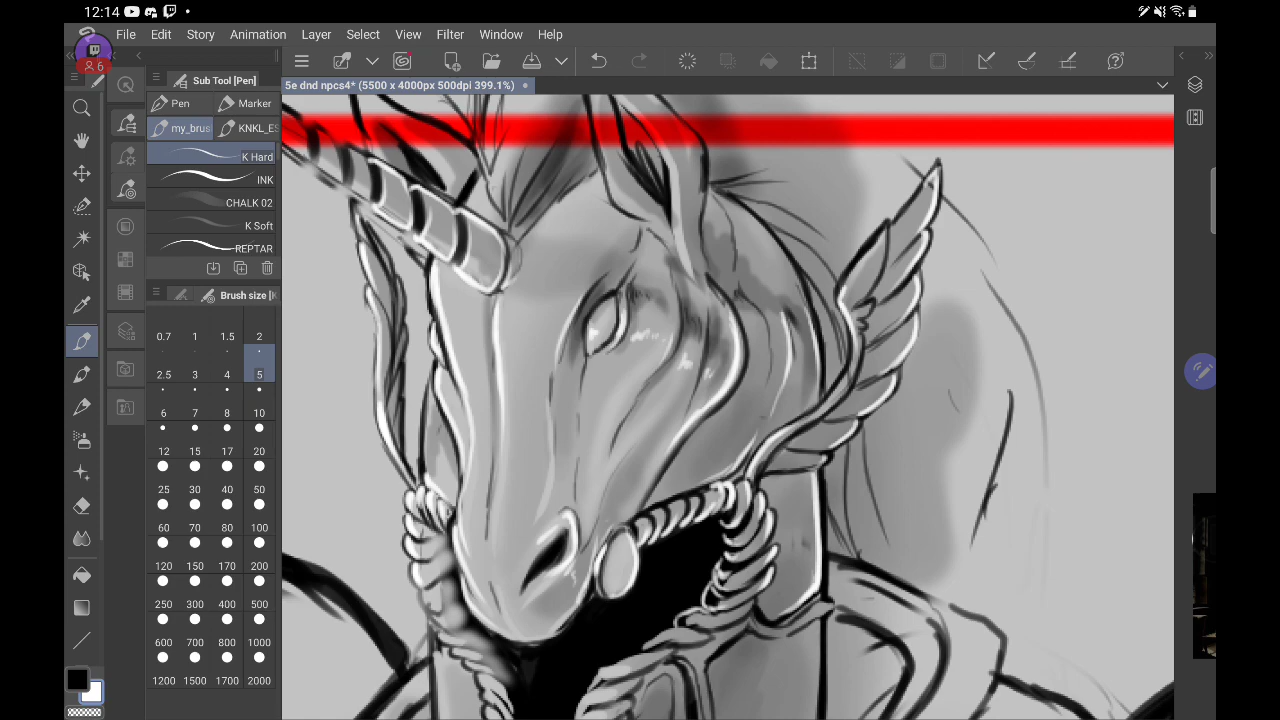 12:14
6
File Edit Story Animation Layer Select View Filter Window Help
Sub Tool [Pen]
5e dnd npcs4* (5500 x 4000px 500dpi 399.1%)
Pen Marker
my_brus KNKL_ES
K Hard
INK
CHALK 02
K Soft
REPTAR
Brush size [K
0.7 1 1.5 2
2.5 3 4 5
6 7 8 10
12 15 17 20
25 30 40 50
60 70 80 100
120 150 170 200
250 300 400 500
600 700 800 1000
1200 1500 1700 2000